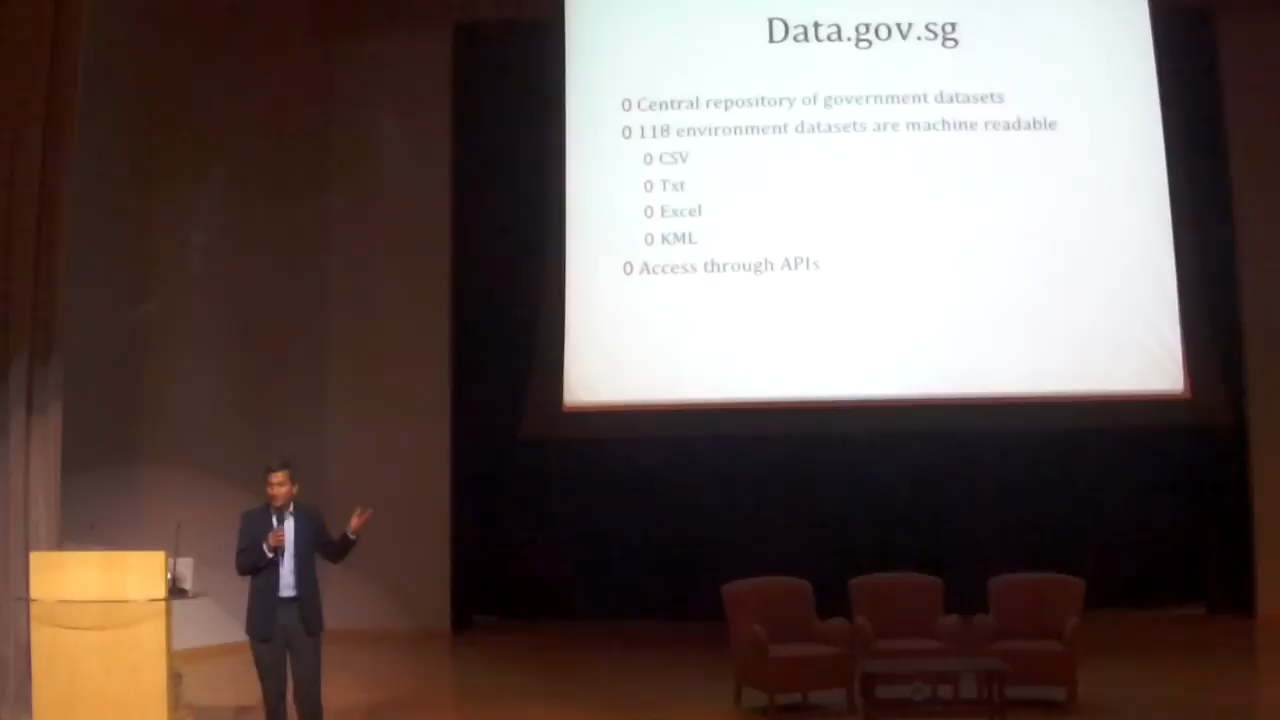 Data.gov.sg
0 Central repository of government datasets
0 118 environment datasets are machine readable
0 CSV
0 Txt
0 Excel
0 KML
0 Access through APIs